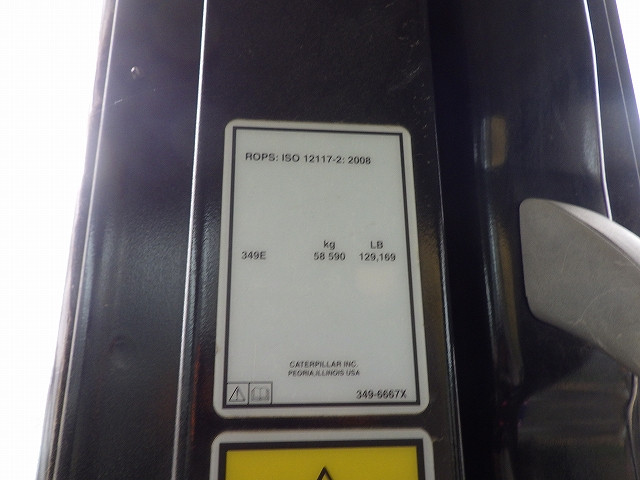 ROPS: ISO 12117-2: 2008
kg LB
349E 58 590 129,169
CATERPILLAR INC.
PEORIA,ILLINOIS USA
349-6667X